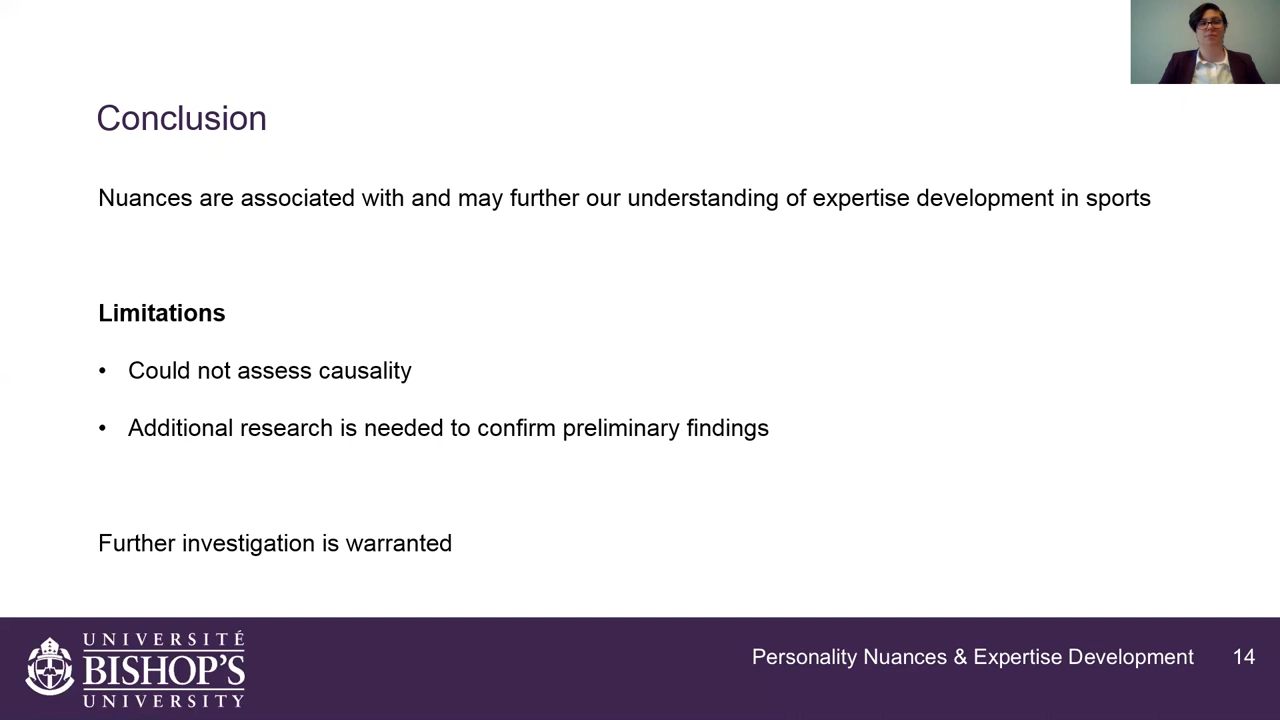 Conclusion
Nuances are associated with and may further our understanding of expertise development in sports
Limitations
• Could not assess causality
• Additional research is needed to confirm preliminary findings
Further investigation is warranted
UNIVERSITÉ
BISHOP'S
UNIVERSITY
Personality Nuances & Expertise Development 14